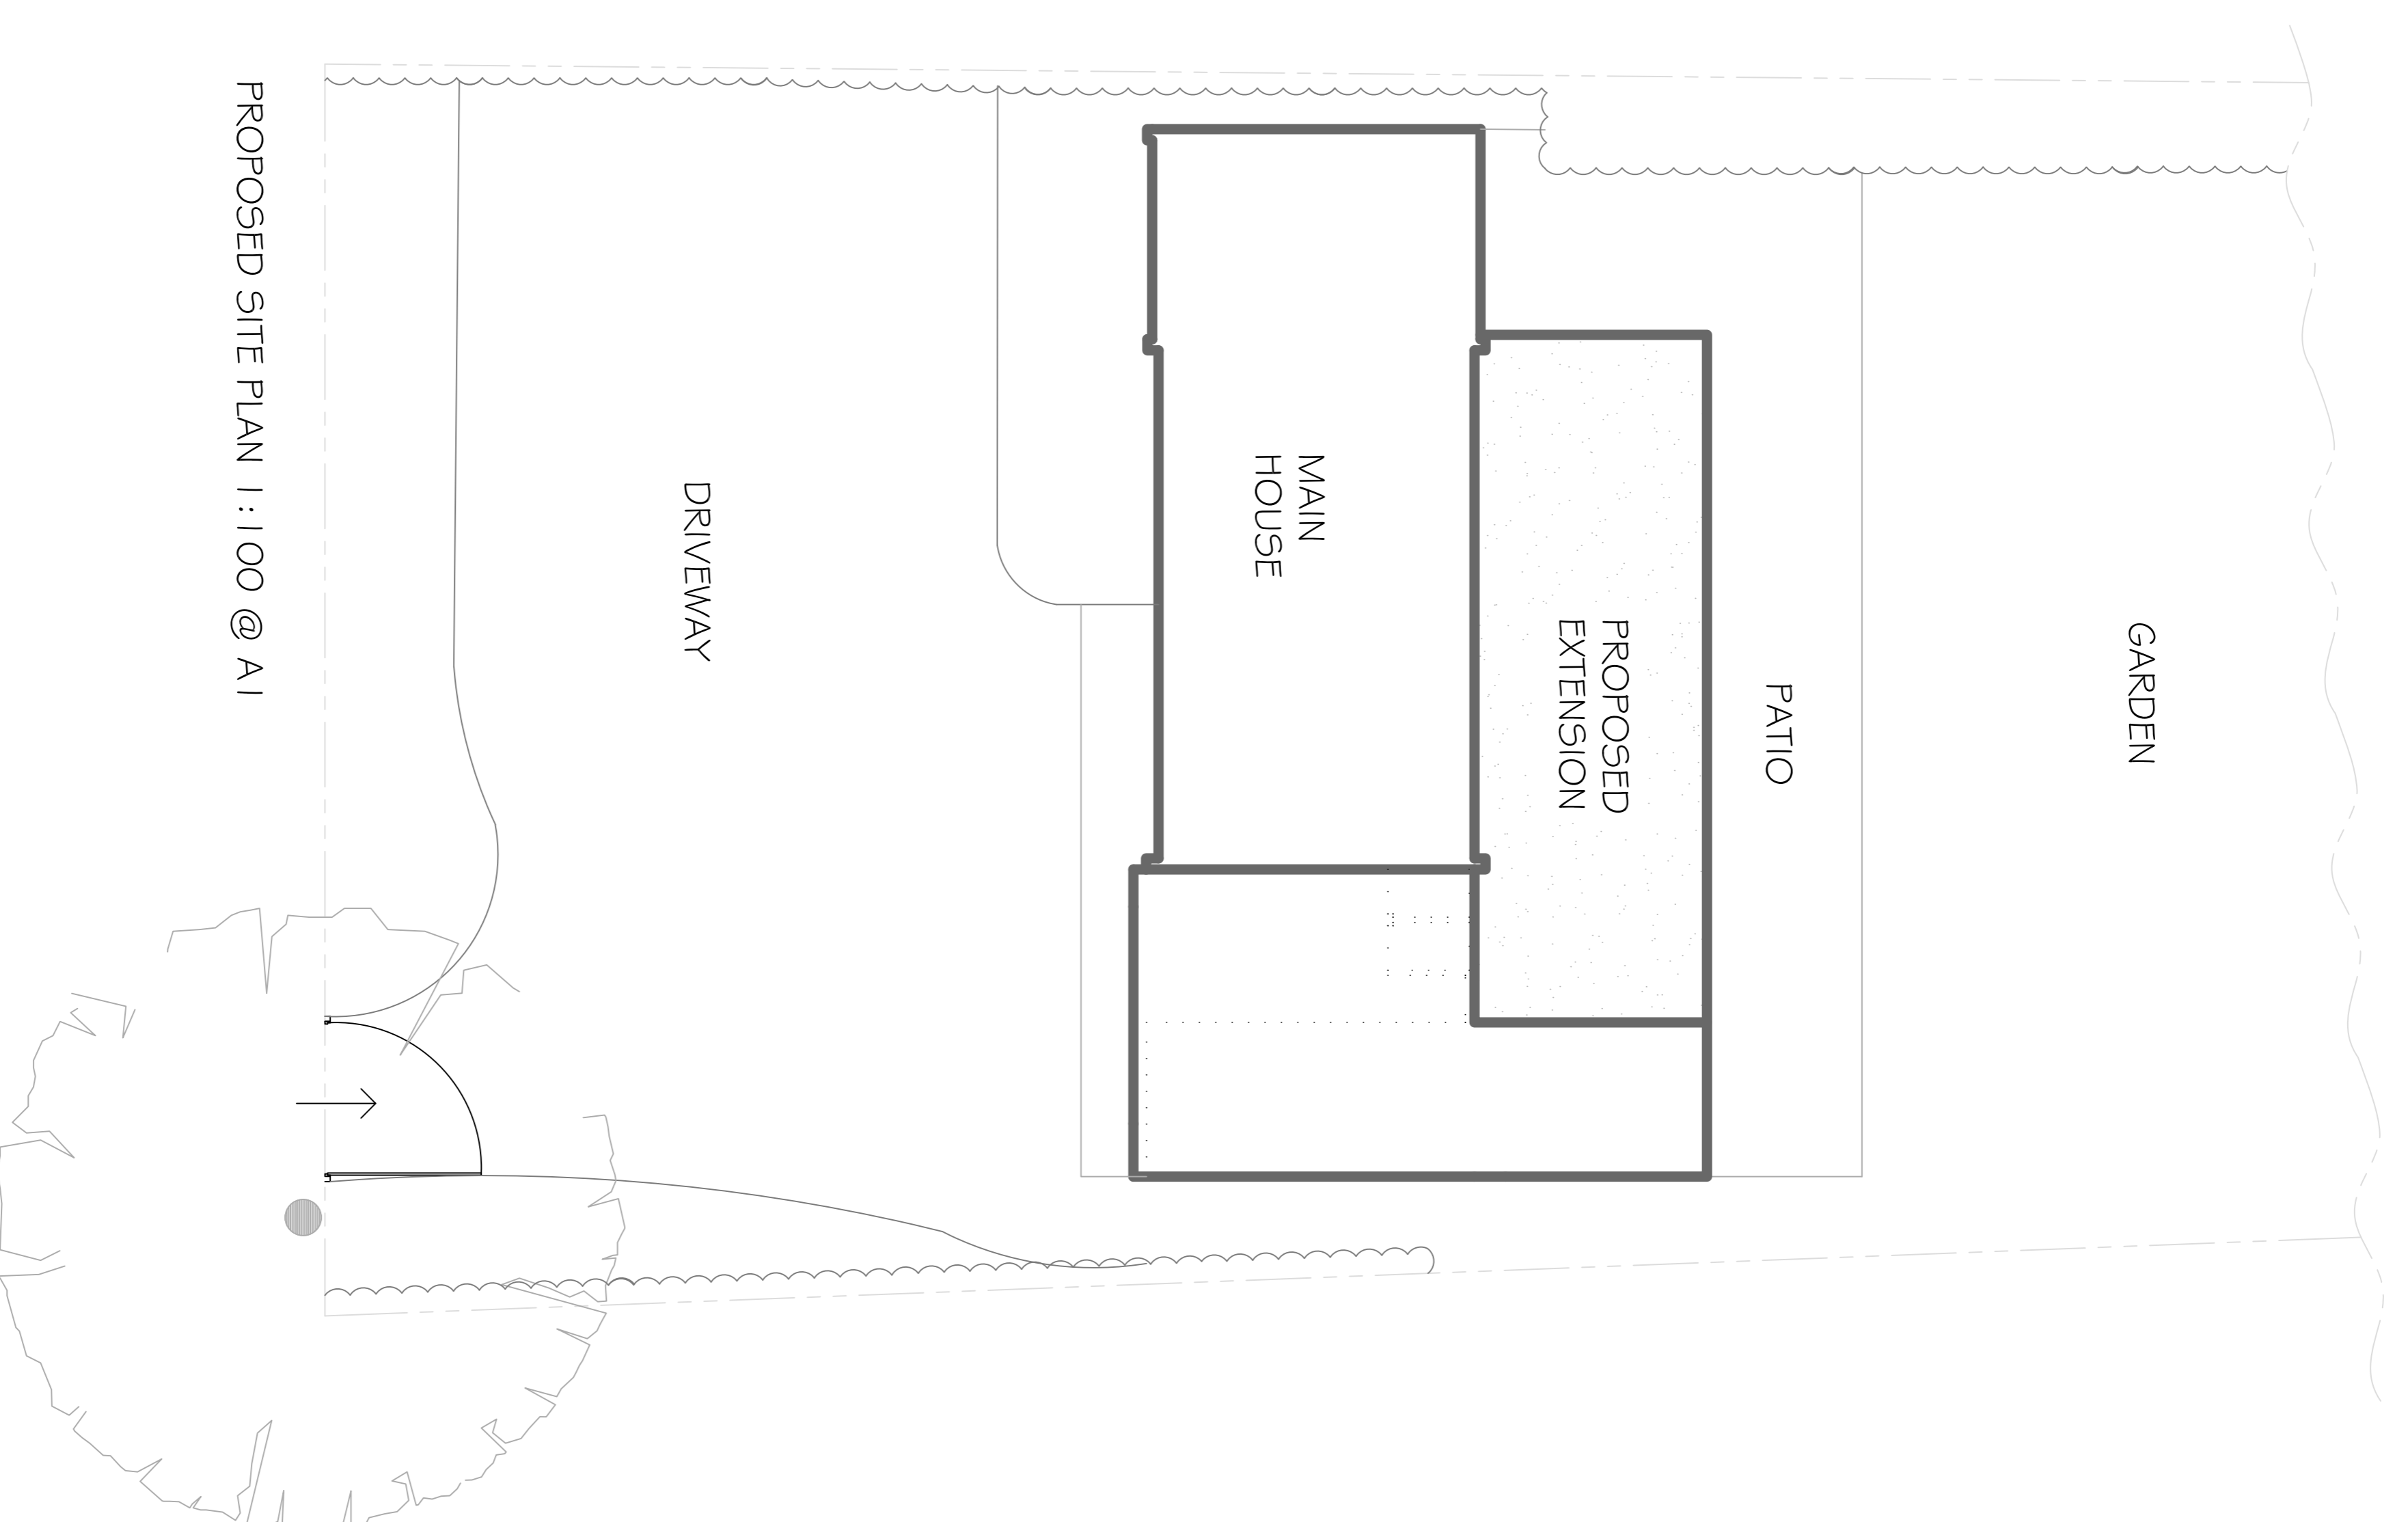 PROPOSED SITE PLAN 1:100 @ A1
DRIVEWAY
MAIN
HOUSE
PROPOSED
EXTENSION
PATIO
GARDEN